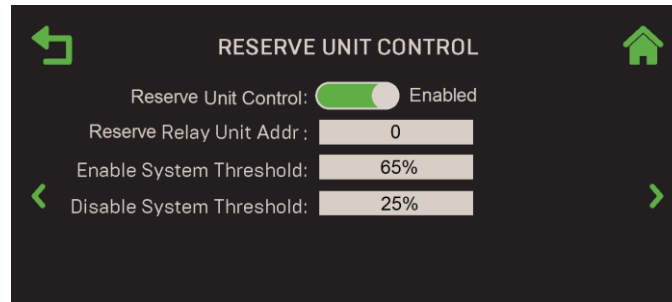 RESERVE UNIT CONTROL
Reserve Unit Control: Enabled
Reserve Relay Unit Addr : 0
Enable System Threshold: 65%
Disable System Threshold: 25%